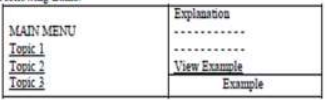 Explanation
MAIN MENU
- - - - - - - - - - -
Topic 1
- - - - - - - - - - -
Topic 2
View Example
Topic 3
Example